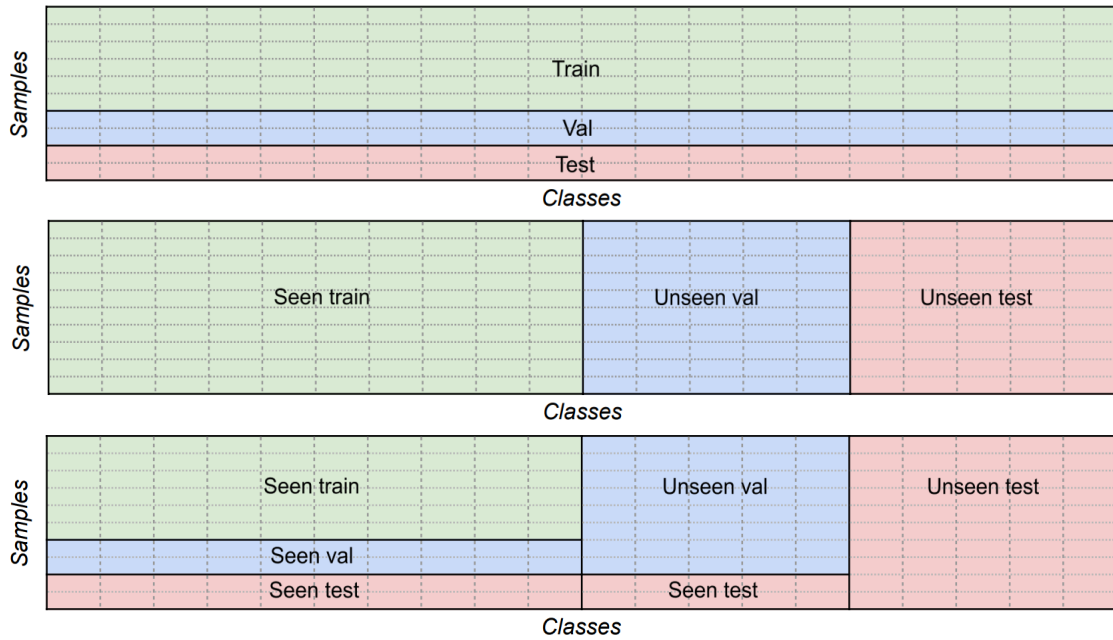 Samples
Train
Val
Test
Classes
Samples
Seen train
Unseen val
Unseen test
Classes
Samples
Seen train
Unseen val
Unseen test
Seen val
Seen test
Seen test
Classes